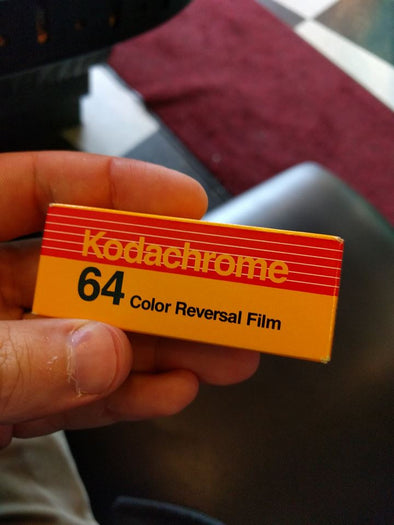 Kodachrome
64 Color Reversal Film